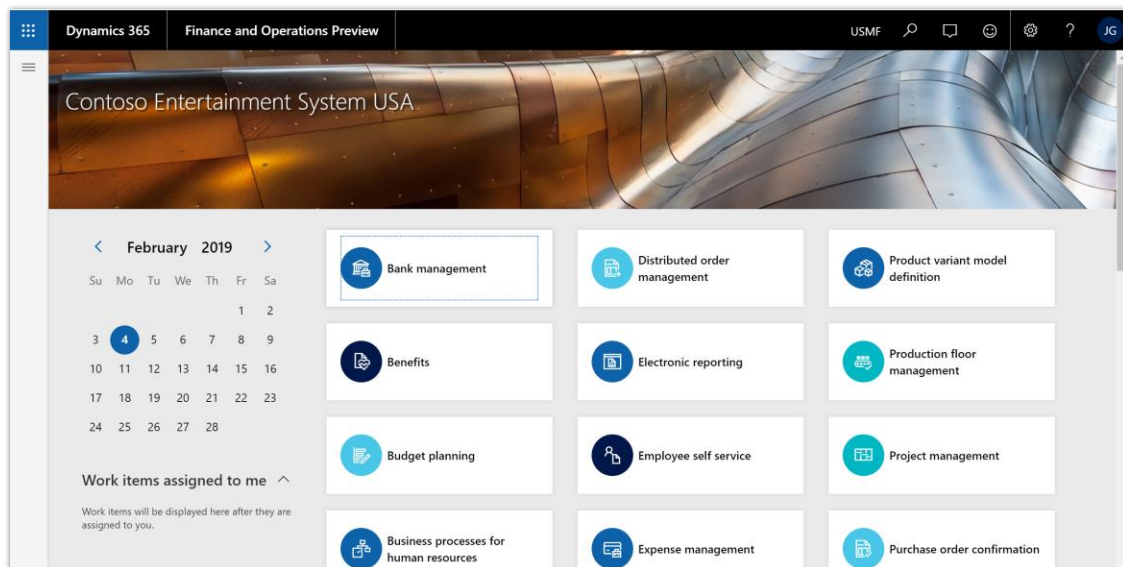 Dynamics 365 Finance and Operations Preview USMF ? JG
Contoso Entertainment System USA
February 2019
Su Mo Tu We Th Fr Sa
1 2
3 4 5 6 7 8 9
10 11 12 13 14 15 16
17 18 19 20 21 22 23
24 25 26 27 28
Work items assigned to me
Work items will be displayed here after they are
assigned to you.
Bank management
Distributed order
management
Product variant model
definition
Benefits
Electronic reporting
Production floor
management
Budget planning
Employee self service
Project management
Business processes for
human resources
Expense management
Purchase order confirmation